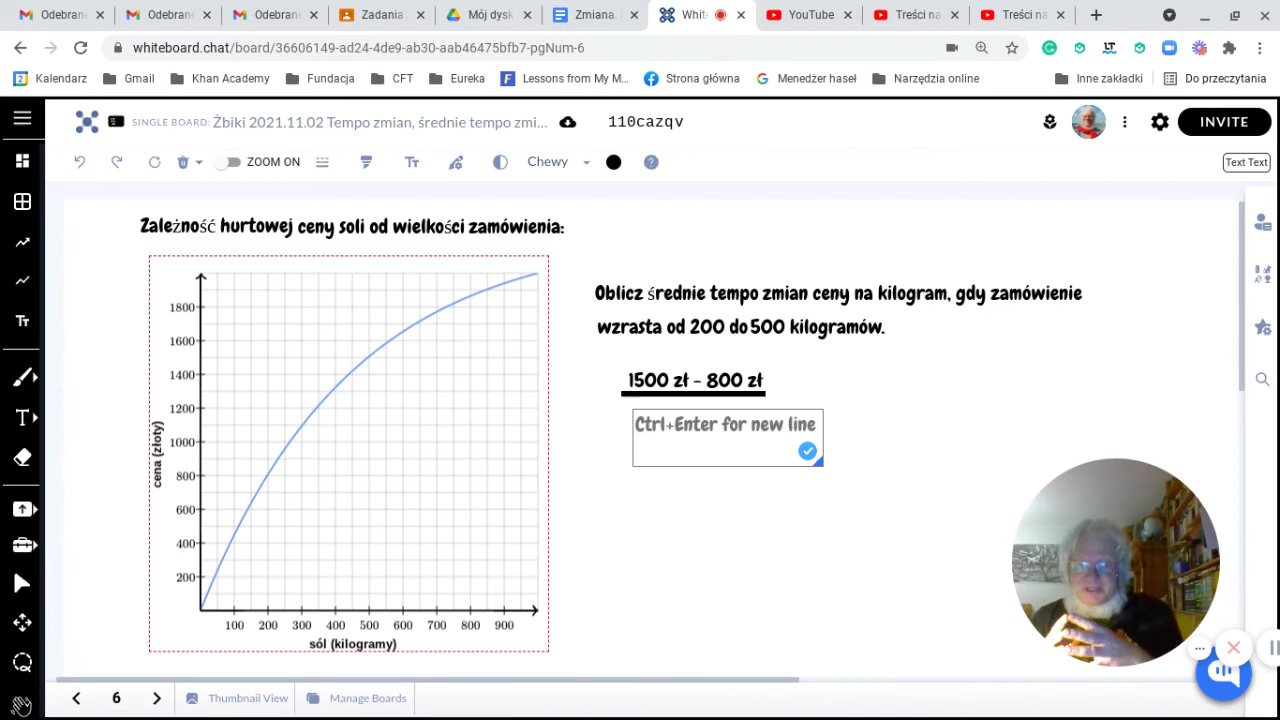 Odebrane
Odebrane
Odebrane
Zadania
Mój dysk
Zmiana. 
White
YouTube
Treści na
Treści na
whiteboard.chat/board/36606149-ad24-4de9-ab30-aab46475bfb7-pgNum-6
Kalendarz
Gmail
Khan Academy
Fundacja
CFT
Eureka
Lessons from My M...
Strona główna
Menedżer haseł
Narzędzia online
Inne zakładki
Do przeczytania
SINGLE BOARD: Żbiki 2021.11.02 Tempo zmian, średnie tempo zmi...
110cazqv
INVITE
ZOOM ON
Chewy
Text Text
Zależność hurtowej ceny soli od wielkości zamówienia:
1800
1600
1400
1200
1000
800
600
400
200
cena (złoty)
100 200 300 400 500 600 700 800 900
sól (kilogramy)
Oblicz średnie tempo zmian ceny na kilogram, gdy zamówienie
wzrasta od 200 do 500 kilogramów.
1500 zł - 800 zł
Ctrl+Enter for new line
6
Thumbnail View
Manage Boards